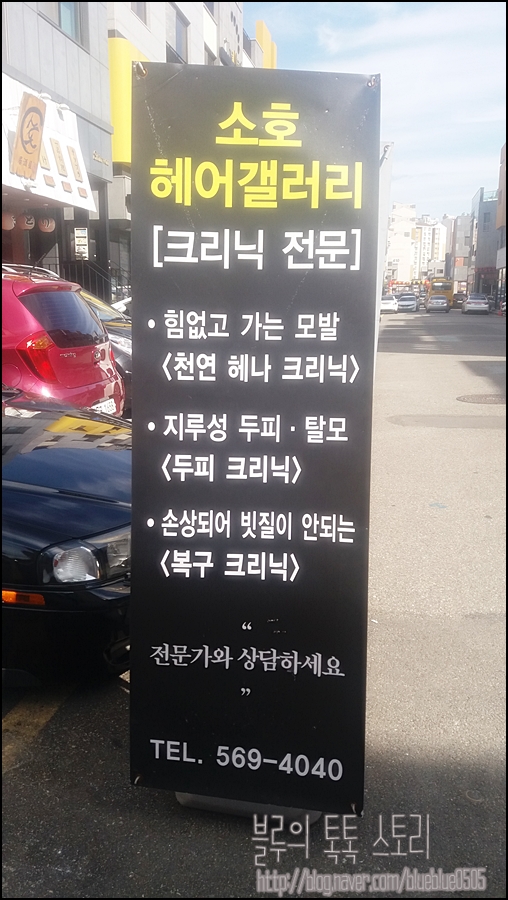 소호
헤어갤러리
[크리닉 전문]
• 힘없고 가는 모발
〈천연 헤나 크리닉〉
• 지루성 두피 · 탈모
〈두피 크리닉〉
• 손상되어 빗질이 안되는
〈복구 크리닉〉
“
전문가와 상담하세요
”
TEL. 569-4040
블루의 톡톡 스토리
http://blog.naver.com/blueblue0505